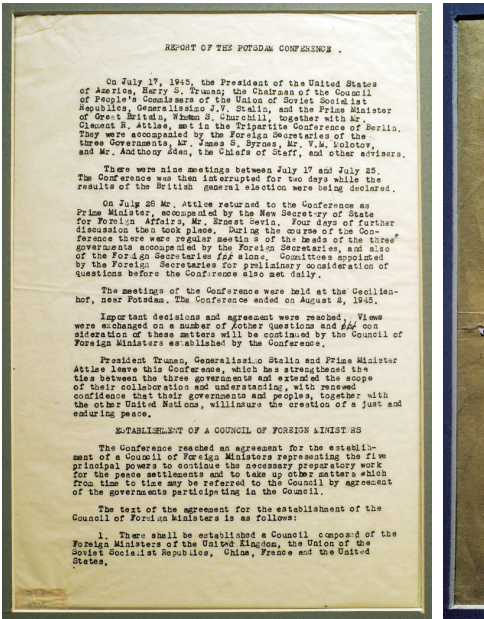 REPORT OF THE POTSDAM CONFERENCE .
On July 17, 1945, the President of the United States
of America, Harry S. Truman; the Chairman of the Council
of People's Commissars of the Union of Soviet Socialist
Republics, Generalissimo J.V. Stalin, and the Prime Minister
of Great Britain, Winston S. Churchill, together with Mr.
Clement R. Attlee, met in the Tripartite Conference of Berlin.
They were accompanied by the Foreign Secretaries of the
three Governments, Mr. James S. Byrnes, Mr. V.M. Molotov,
and Mr. Andthony Eden, the Chiefs of Staff, and other advisers.
There were nine meetings between July 17 and July 25.
The Conference was then interrupted for two days while the
results of the British general election were being declared.
On July 28 Mr. Attlee returned to the Conference as
Prime Minister, accompanied by the New Secretary of State
for Foreign Affairs, Mr. Ernest Bevin. Four days of further
discussion then took place. During the course of the Con-
ference there were regular meetings of the heads of the three
governments accompanied by the Foreign Secretaries, and also
of the Foreign Secretaries alone. Committees appointed
by the Foreign Secretaries for preliminary consideration of
questions before the Conference also met daily.
The meetings of the Conference were held at the Cecilien-
hof, near Potsdam. The Conference ended on August 2, 1945.
Important decisions and agreement were reached. Views
were exchanged on a number of other questions and con
sideration of these matters will be continued by the Council of
Foreign Ministers established by the Conference.
President Truman, Generalissimo Stalin and Prime Minister
Attlee leave this Conference, which has strengthened the
ties between the three governments and extended the scope
of their collaboration and understanding, with renewed
confidence that their governments and peoples, together with
the other United Nations, willinsure the creation of a just and
enduring peace.
ESTABLISHMENT OF A COUNCIL OF FOREIGN MINISTERS
The Conference reached an agreement for the establish-
ment of a Council of Foreign Ministers representing the five
principal powers to continue the necessary preparatory work
for the peace settlements and to take up other matters which
from time to time may be referred to the Council by agreement
of the governments participating in the Council.
The text of the agreement for the establishment of the
Council of Foreign Ministers is as follows:
1. There shall be established a Council composed of the
Foreign Ministers of the United Kingdom, the Union of the
Soviet Socialist Republics, China, France and the United
States,